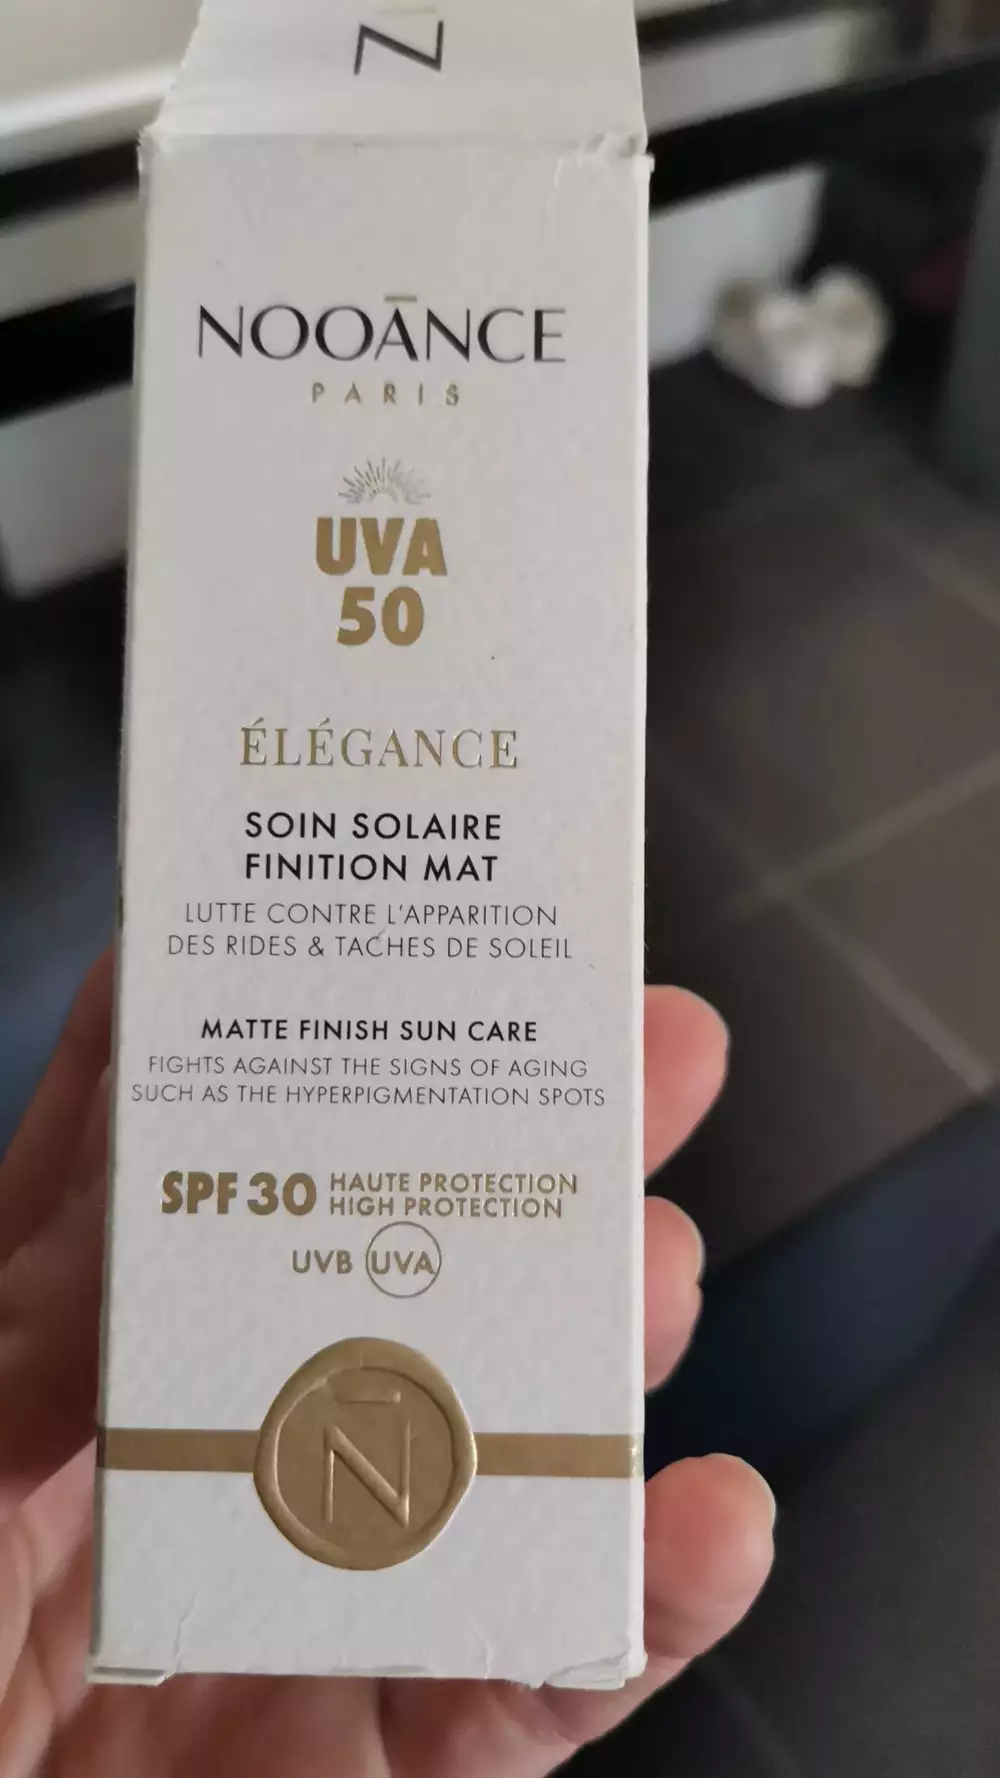 N̄
NOOĀNCE
PARIS
UVA
50
ÉLÉGANCE
SOIN SOLAIRE
FINITION MAT
LUTTE CONTRE L'APPARITION
DES RIDES & TACHES DE SOLEIL
MATTE FINISH SUN CARE
FIGHTS AGAINST THE SIGNS OF AGING
SUCH AS THE HYPERPIGMENTATION SPOTS
SPF 30 HAUTE PROTECTION
HIGH PROTECTION
UVB UVA
N̄